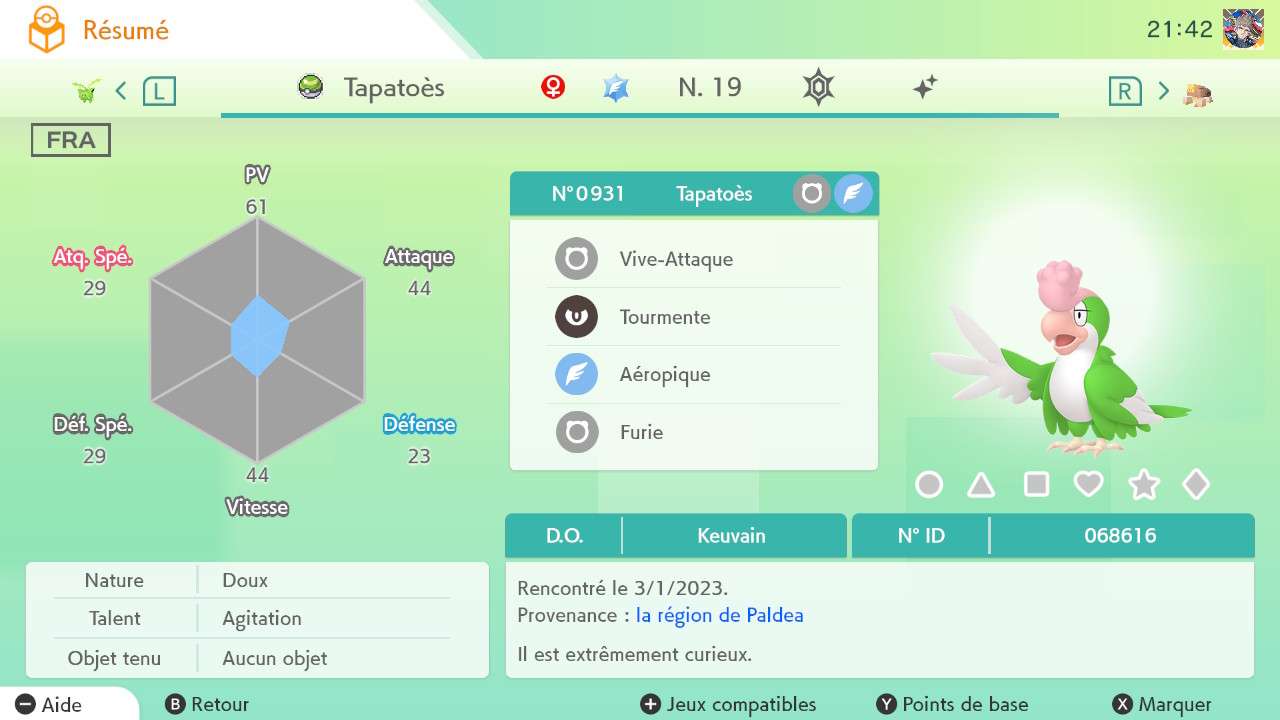 Résumé
21:42
L
Tapatoès
N. 19
R
FRA
PV
61
Atq. Spé.
29
Attaque
44
Déf. Spé.
29
Défense
23
44
Vitesse
N°0931 Tapatoès
Vive-Attaque
Tourmente
Aéropique
Furie
D.O. Keuvain
N° ID 068616
Nature Doux
Talent Agitation
Objet tenu Aucun objet
Rencontré le 3/1/2023.
Provenance : la région de Paldea
Il est extrêmement curieux.
Aide
B Retour
Jeux compatibles
Y Points de base
X Marquer